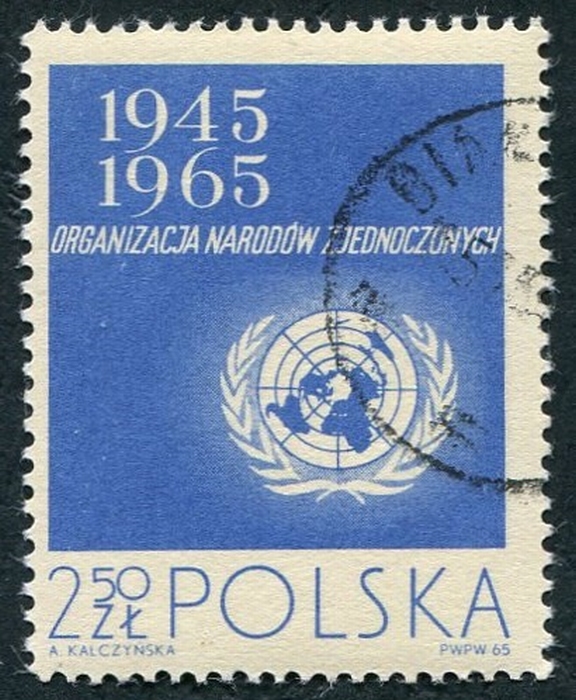 1945
1965
ORGANIZACJA NARODÓW ZJEDNOCZONYCH
2 50 ZŁ POLSKA
A. KALCZYŃSKA
PWPW 65